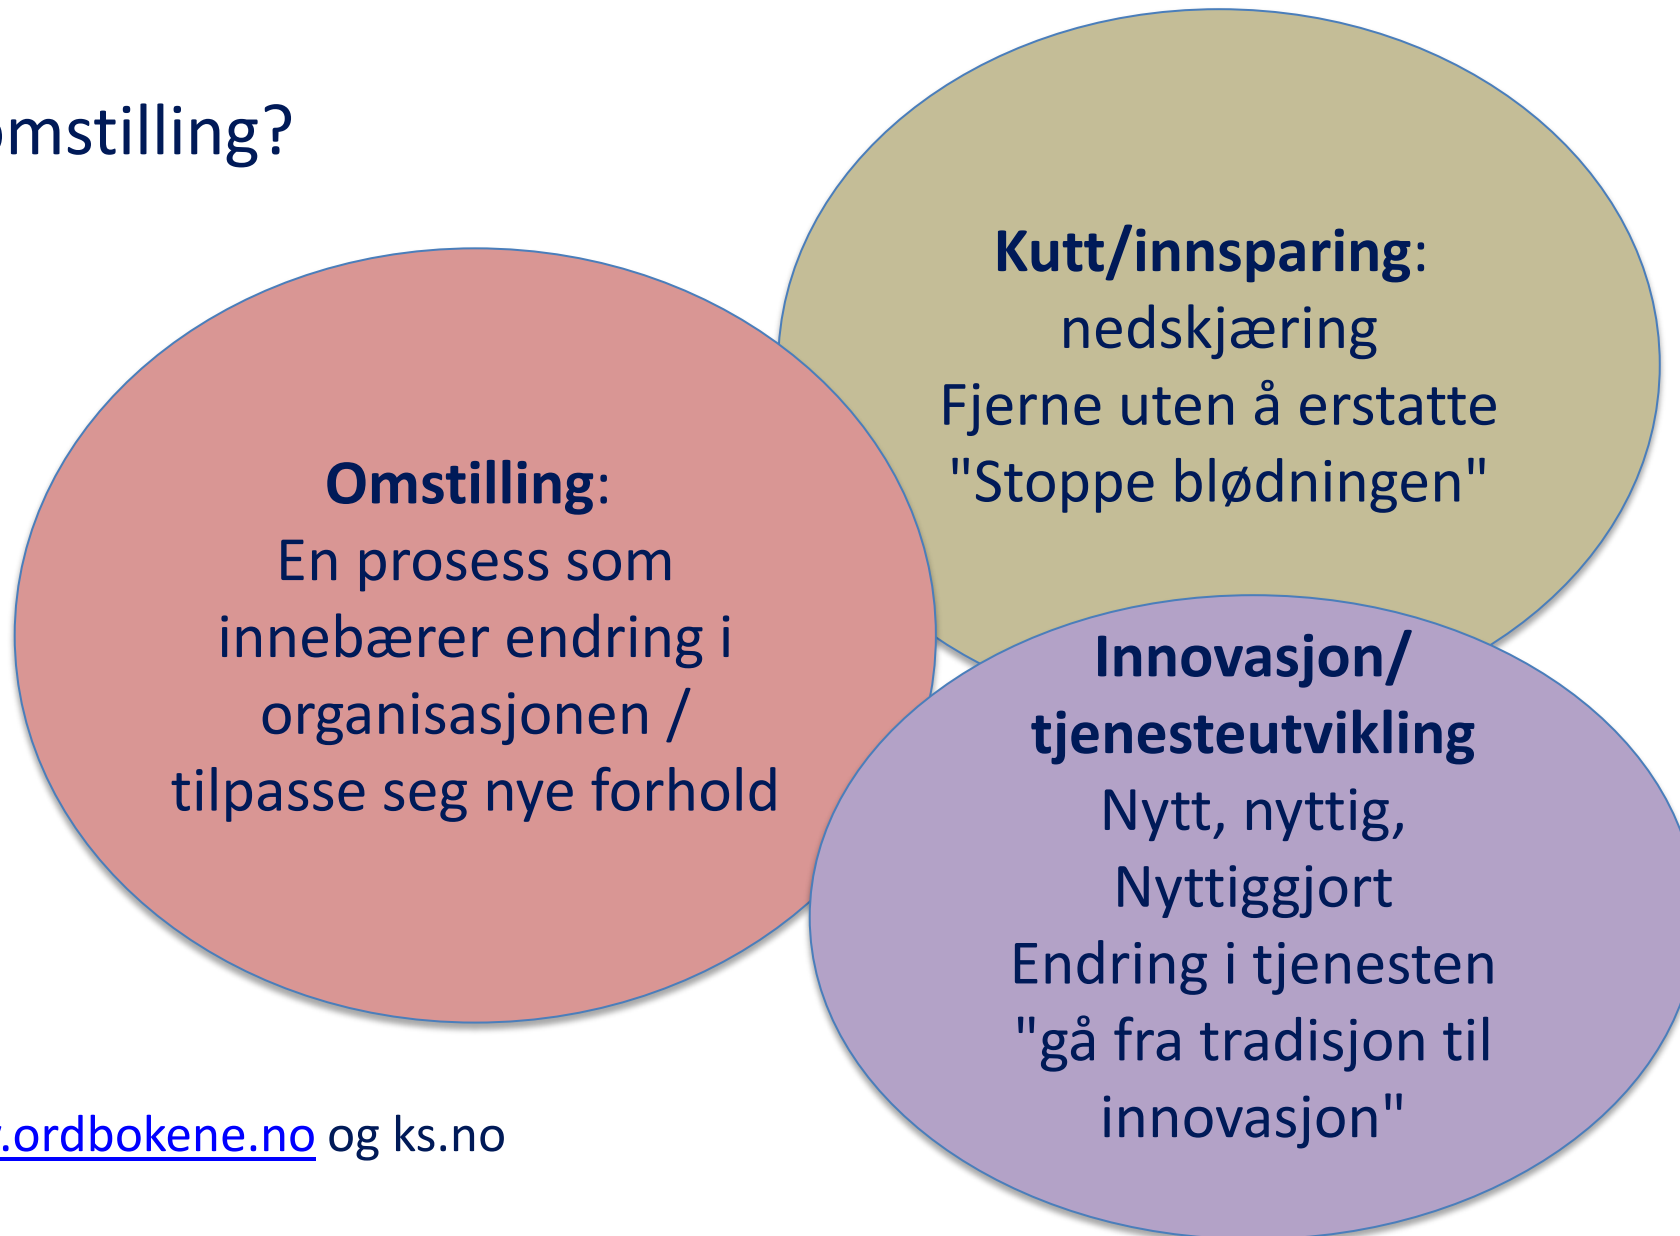 omstilling?
Kutt/innsparing:
nedskjæring
Fjerne uten å erstatte
"Stoppe blødningen"
Omstilling:
En prosess som
innebærer endring i
organisasjonen /
tilpasse seg nye forhold
Innovasjon/
tjenesteutvikling
Nytt, nyttig,
Nyttiggjort
Endring i tjenesten
"gå fra tradisjon til
innovasjon"
.ordbokene.no og ks.no